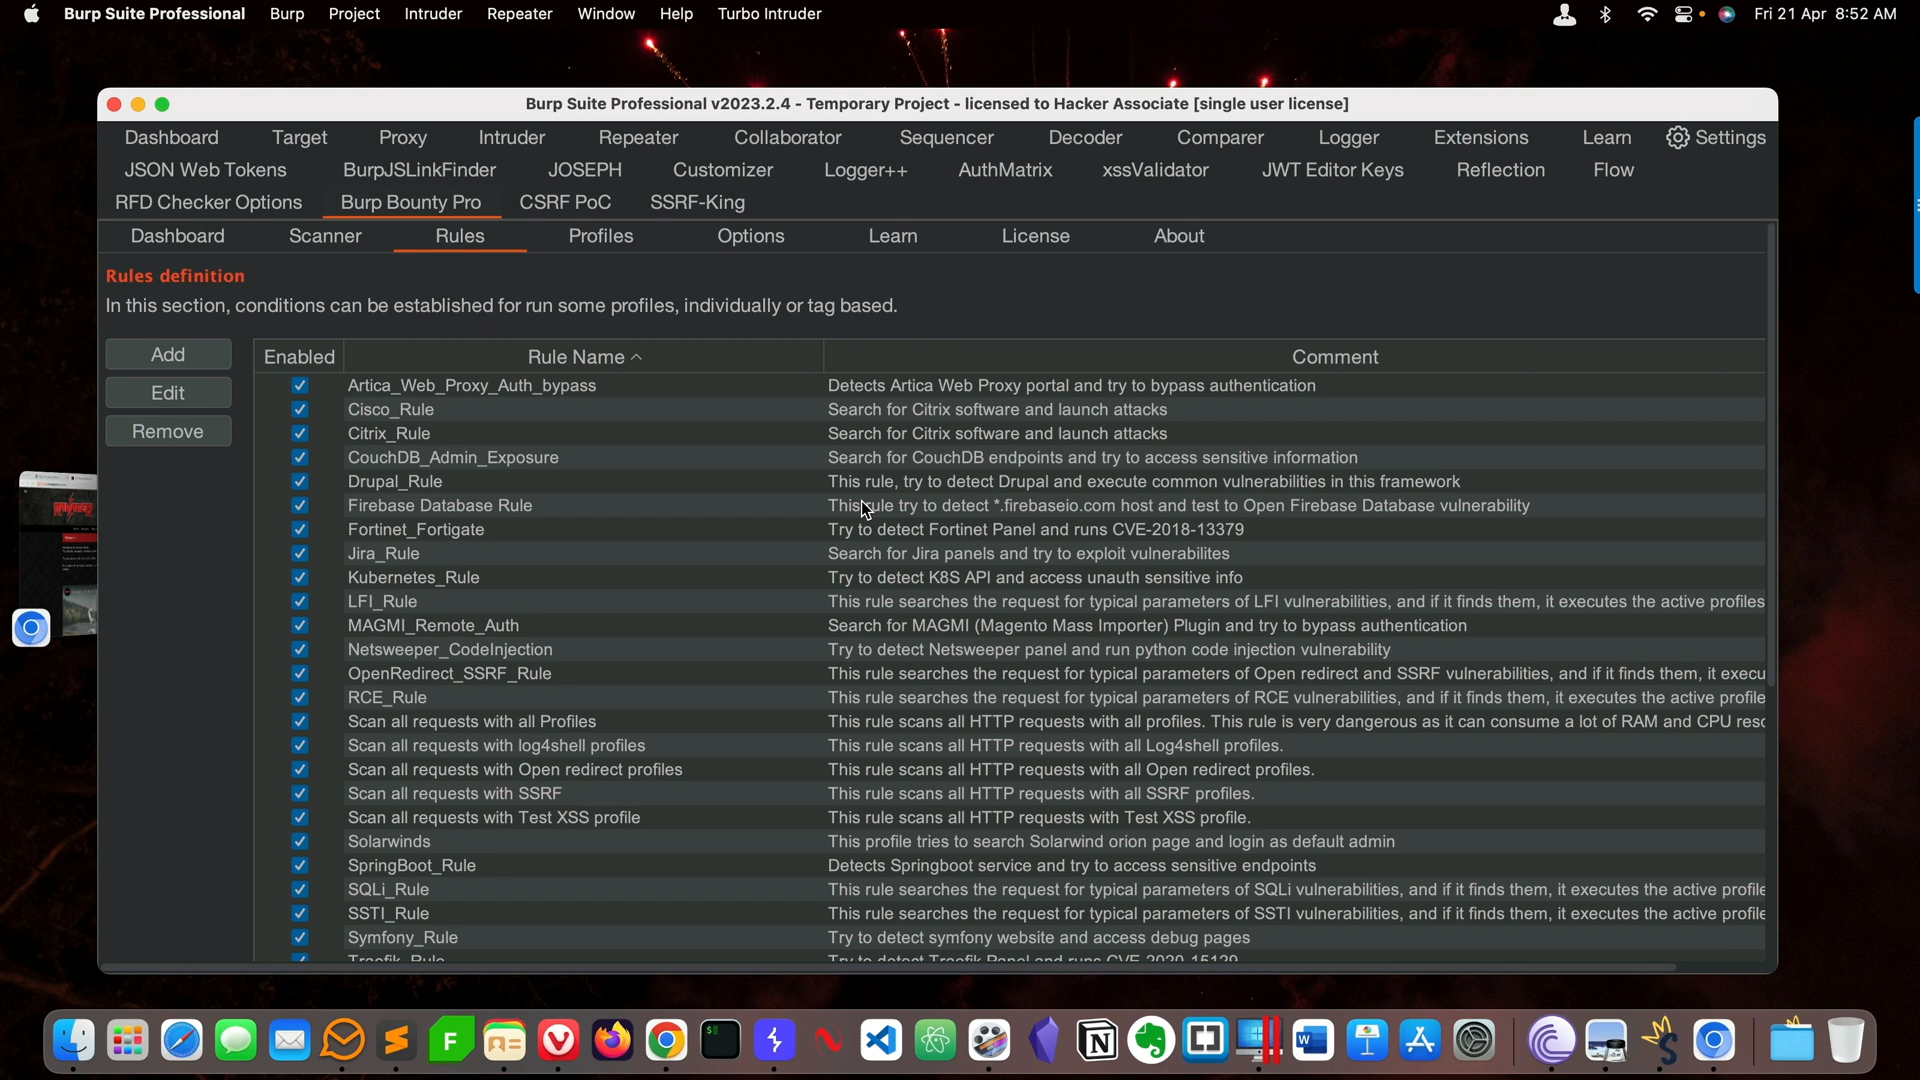 Burp Suite Professional Burp Project Intruder Repeater Window Help Turbo Intruder Fri 21 Apr 8:52 AM
Burp Suite Professional v2023.2.4 - Temporary Project - licensed to Hacker Associate [single user license]
Dashboard Target Proxy Intruder Repeater Collaborator Sequencer Decoder Comparer Logger Extensions Learn Settings
JSON Web Tokens BurpJSLinkFinder JOSEPH Customizer Logger++ AuthMatrix xssValidator JWT Editor Keys Reflection Flow
RFD Checker Options Burp Bounty Pro CSRF PoC SSRF-King
Dashboard Scanner Rules Profiles Options Learn License About
Rules definition
In this section, conditions can be established for run some profiles, individually or tag based.
Add
Edit
Remove
Enabled Rule Name Comment
Artica_Web_Proxy_Auth_bypass Detects Artica Web Proxy portal and try to bypass authentication
Cisco_Rule Search for Citrix software and launch attacks
Citrix_Rule Search for Citrix software and launch attacks
CouchDB_Admin_Exposure Search for CouchDB endpoints and try to access sensitive information
Drupal_Rule This rule, try to detect Drupal and execute common vulnerabilities in this framework
Firebase Database Rule This rule try to detect *.firebaseio.com host and test to Open Firebase Database vulnerability
Fortinet_Fortigate Try to detect Fortinet Panel and runs CVE-2018-13379
Jira_Rule Search for Jira panels and try to exploit vulnerabilites
Kubernetes_Rule Try to detect K8S API and access unauth sensitive info
LFI_Rule This rule searches the request for typical parameters of LFI vulnerabilities, and if it finds them, it executes the active profiles
MAGMI_Remote_Auth Search for MAGMI (Magento Mass Importer) Plugin and try to bypass authentication
Netsweeper_CodeInjection Try to detect Netsweeper panel and run python code injection vulnerability
OpenRedirect_SSRF_Rule This rule searches the request for typical parameters of Open redirect and SSRF vulnerabilities, and if it finds them, it execu
RCE_Rule This rule searches the request for typical parameters of RCE vulnerabilities, and if it finds them, it executes the active profile
Scan all requests with all Profiles This rule scans all HTTP requests with all profiles. This rule is very dangerous as it can consume a lot of RAM and CPU resc
Scan all requests with log4shell profiles This rule scans all HTTP requests with all Log4shell profiles.
Scan all requests with Open redirect profiles This rule scans all HTTP requests with all Open redirect profiles.
Scan all requests with SSRF This rule scans all HTTP requests with all SSRF profiles.
Scan all requests with Test XSS profile This rule scans all HTTP requests with Test XSS profile.
Solarwinds This profile tries to search Solarwind orion page and login as default admin
SpringBoot_Rule Detects Springboot service and try to access sensitive endpoints
SQLi_Rule This rule searches the request for typical parameters of SQLi vulnerabilities, and if it finds them, it executes the active profile
SSTI_Rule This rule searches the request for typical parameters of SSTI vulnerabilities, and if it finds them, it executes the active profile
Symfony_Rule Try to detect symfony website and access debug pages
Traefik_Rule Try to detect Traefik Panel and runs CVE-2020-15129